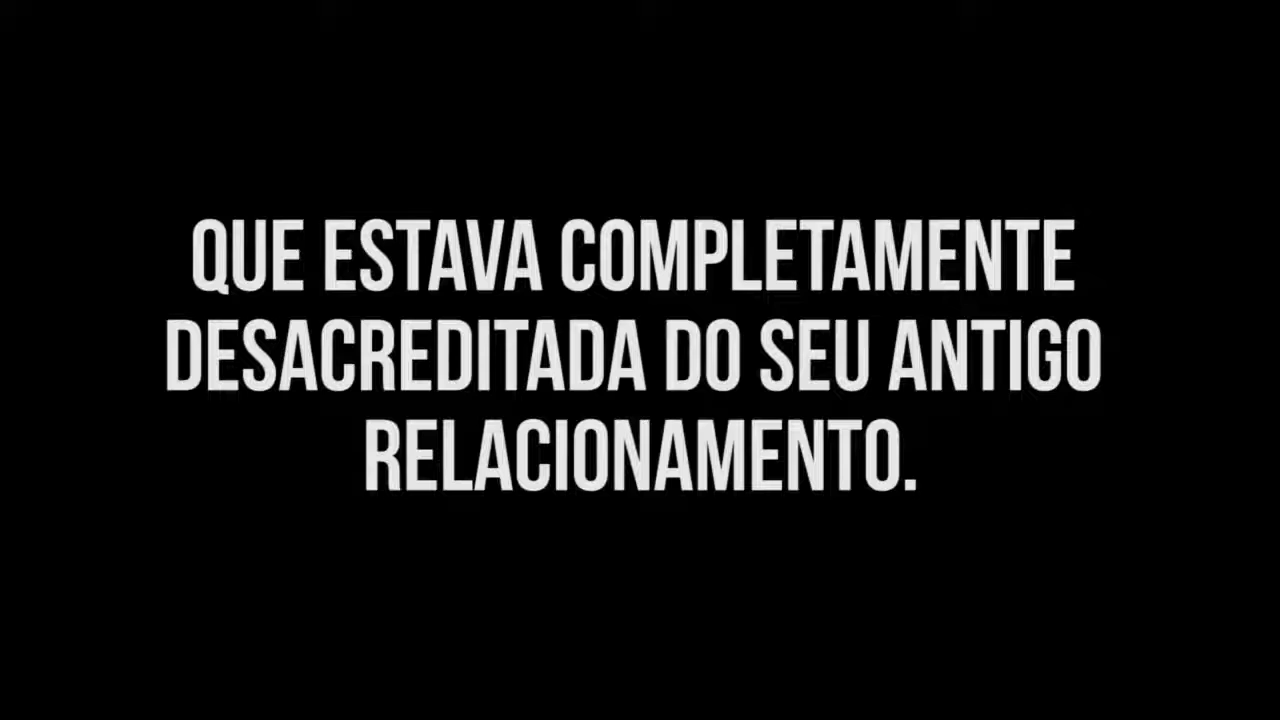 QUE ESTAVA COMPLETAMENTE
DESACREDITADA DO SEU ANTIGO
RELACIONAMENTO.